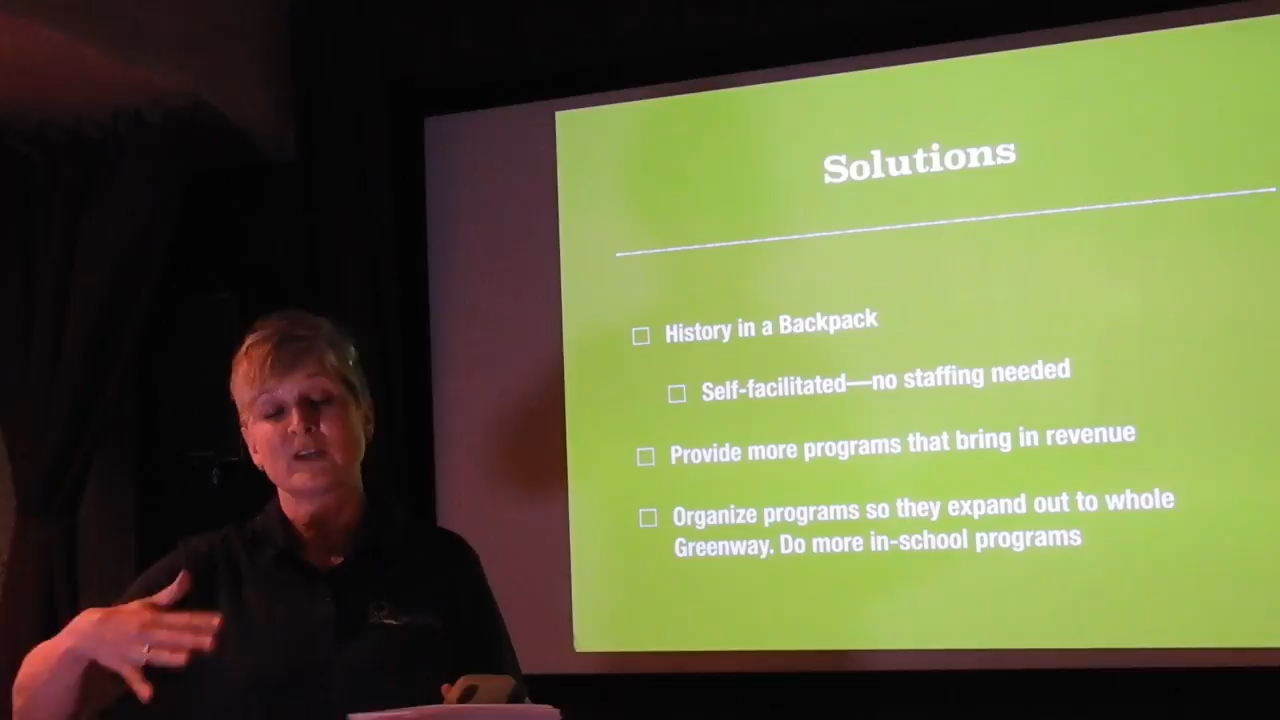 Solutions
History in a Backpack
Self-facilitated—no staffing needed
Provide more programs that bring in revenue
Organize programs so they expand out to whole
Greenway. Do more in-school programs